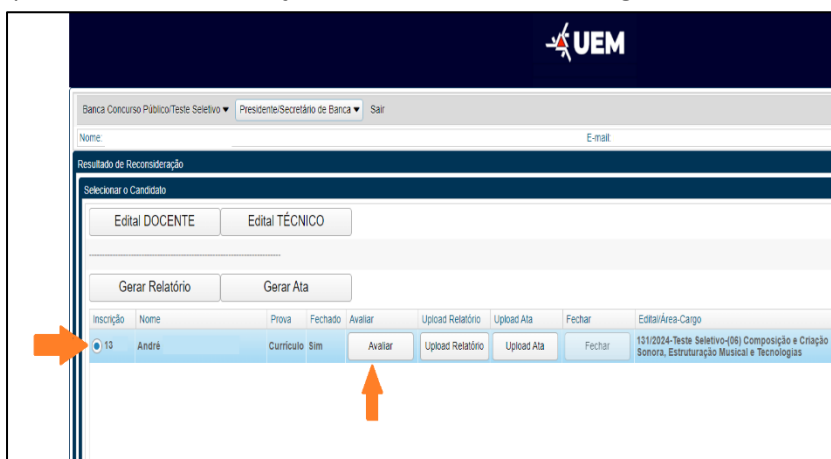 UEM
Banca Concurso Público/Teste Seletivo ▼ Presidente/Secretário de Banca ▼ Sair
Nome: E-mail:
Resultado de Reconsideração
Selecionar o Candidato
Edital DOCENTE Edital TÉCNICO
Gerar Relatório Gerar Ata
Inscrição Nome Prova Fechado Avaliar Upload Relatório Upload Ata Fechar Edital/Área-Cargo
13 André Currículo Sim Avaliar Upload Relatório Upload Ata Fechar 131/2024-Teste Seletivo-(06) Composição e Criação
Sonora, Estruturação Musical e Tecnologias